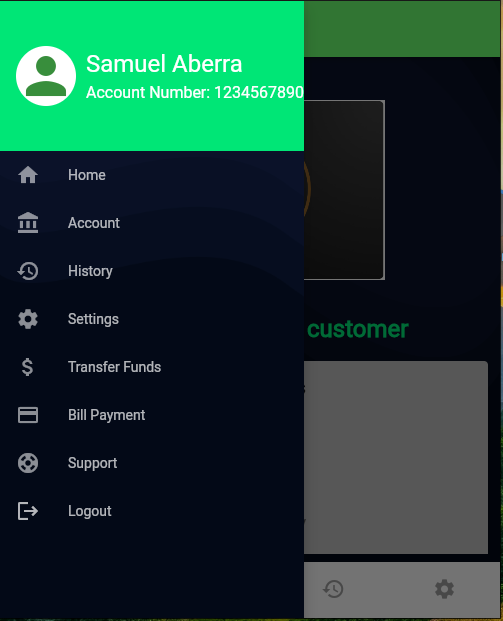 Samuel Aberra
Account Number: 1234567890
Home
Account
History
Settings
Transfer Funds
Bill Payment
Support
Logout
customer